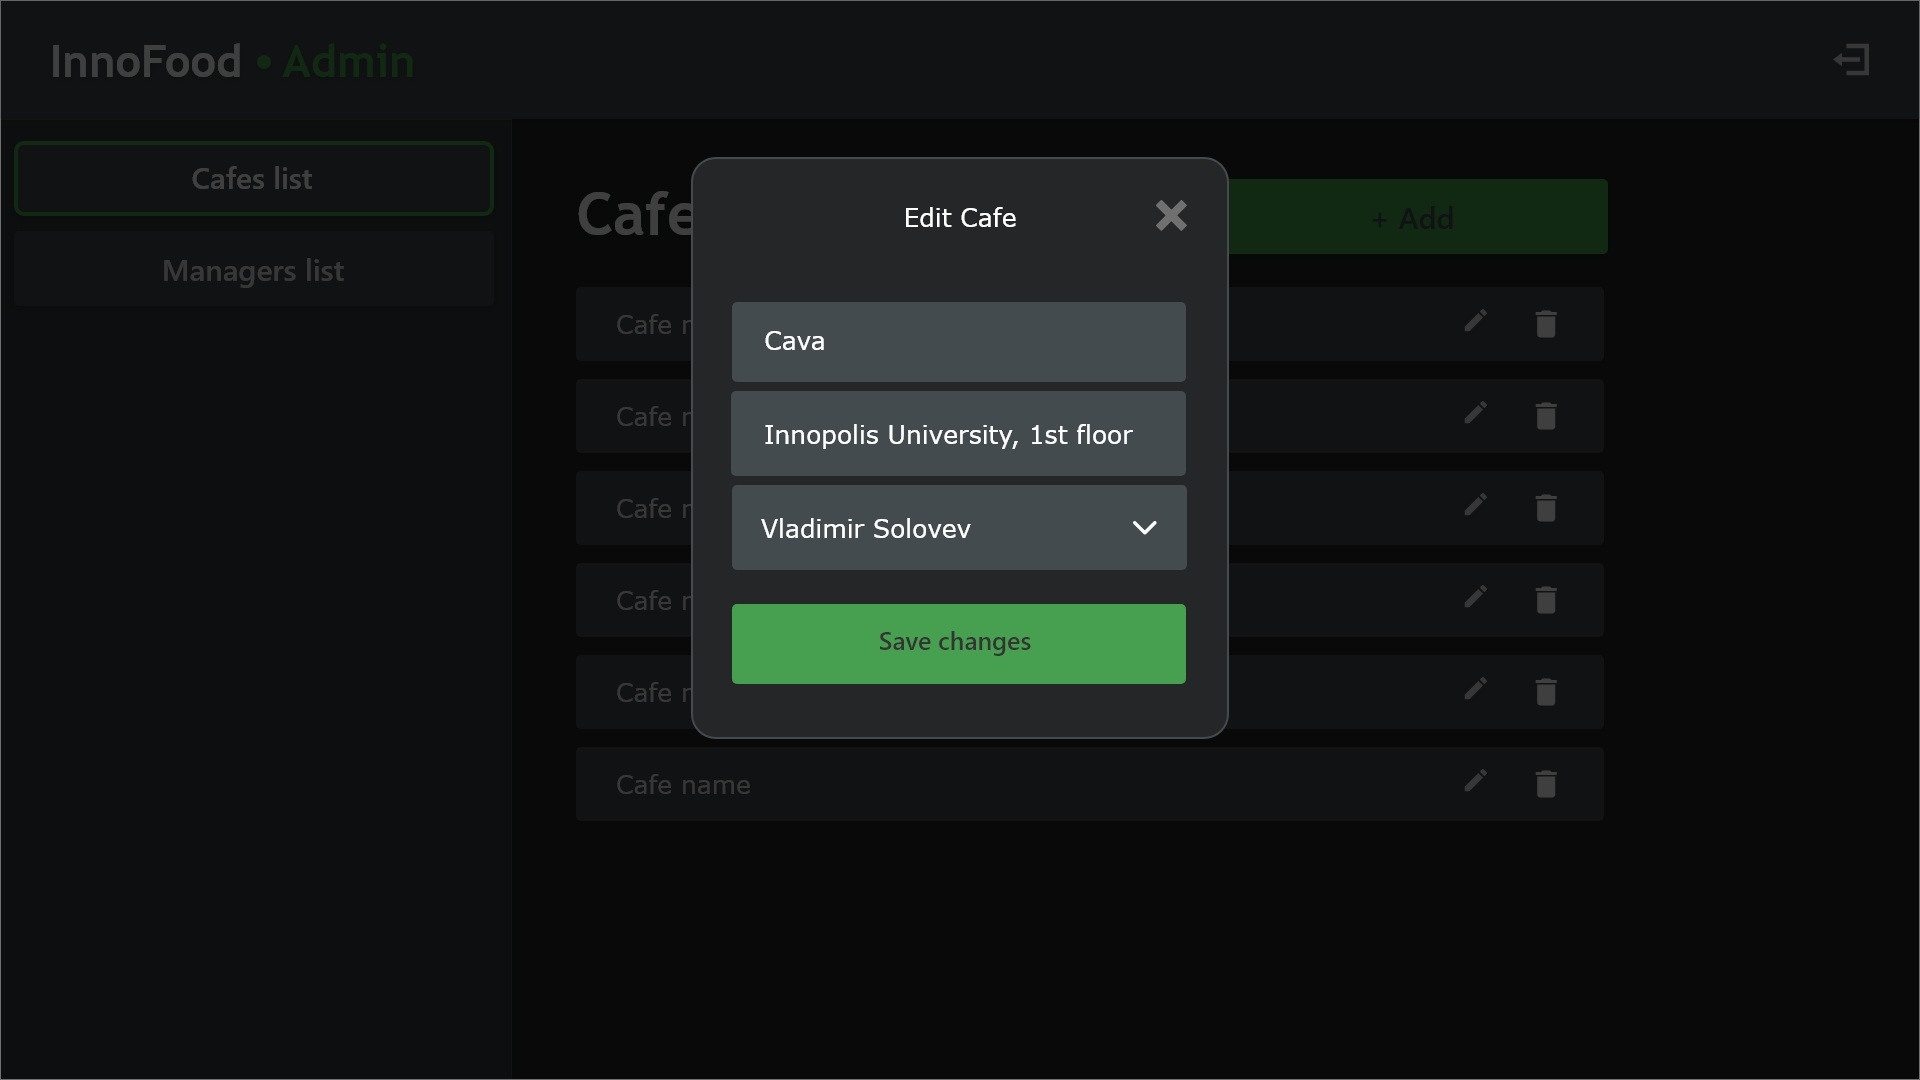 InnoFood • Admin
Cafes list
Managers list
Cafe
+ Add
Edit Cafe
Cava
Innopolis University, 1st floor
Vladimir Solovev
Save changes
Cafe
Cafe
Cafe
Cafe
Cafe
Cafe name